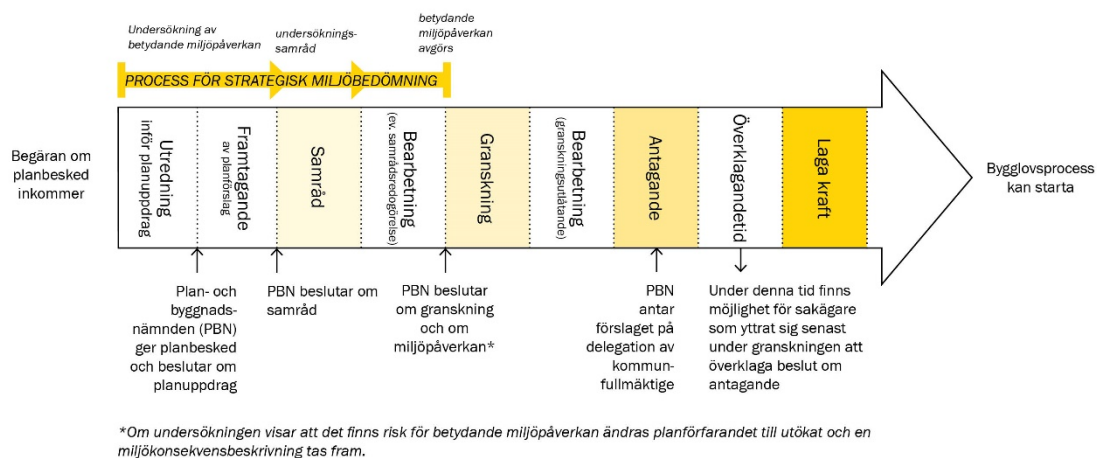 Undersökning av
betydande miljöpåverkan
undersöknings-
samråd
betydande
miljöpåverkan
avgörs
PROCESS FÖR STRATEGISK MILJÖBEDÖMNING
Begäran om
planbesked
inkommer
Utredning
inför planuppdrag
Framtagande
av planförslag
Samråd
Bearbetning
(ev. samrådsredogörelse)
Granskning
Bearbetning
(granskningsutlåtande)
Antagande
Överklagandetid
Laga kraft
Bygglovsprocess
kan starta
Plan- och
byggnads-
nämnden (PBN)
ger planbesked
och beslutar om
planuppdrag
PBN beslutar om
samråd
PBN beslutar
om granskning
och om
miljöpåverkan*
PBN
antar
förslaget på
delegation av
kommun-
fullmäktige
Under denna tid finns
möjlighet för sakägare
som yttrat sig senast
under granskningen att
överklaga beslut om
antagande
*Om undersökningen visar att det finns risk för betydande miljöpåverkan ändras planförfarandet till utökat och en
miljökonsekvensbeskrivning tas fram.